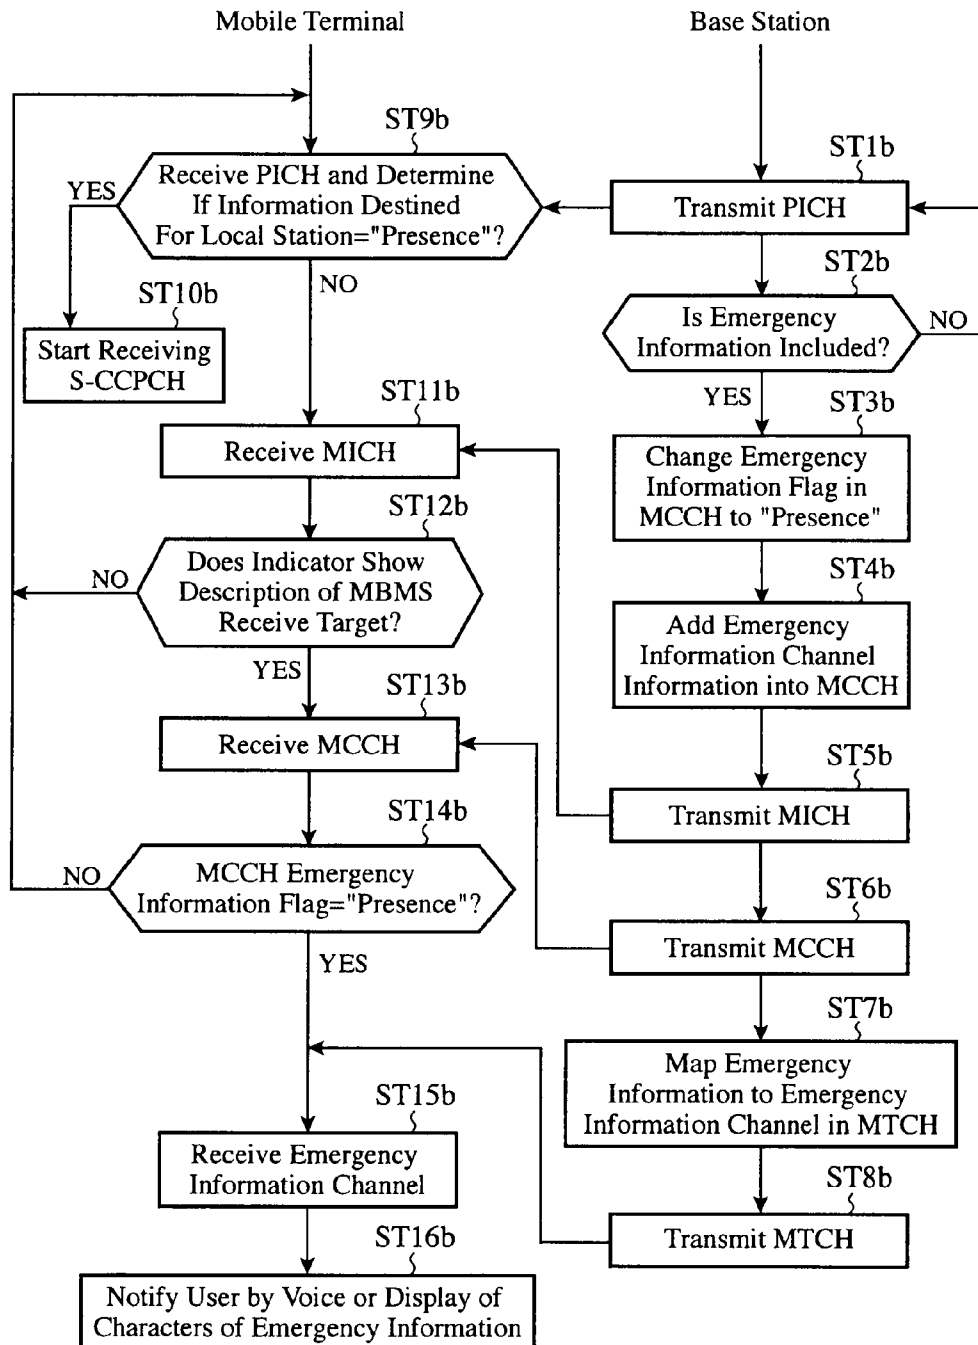 Mobile Terminal
Base Station
ST9b
Receive PICH and Determine
If Information Destined
For Local Station="Presence"?
YES
NO
ST1b
Transmit PICH
ST2b
Is Emergency
Information Included?
NO
YES
ST10b
Start Receiving
S-CCPCH
ST11b
Receive MICH
ST3b
Change Emergency
Information Flag in
MCCH to "Presence"
ST12b
Does Indicator Show
Description of MBMS
Receive Target?
NO
YES
ST4b
Add Emergency
Information Channel
Information into MCCH
ST13b
Receive MCCH
ST5b
Transmit MICH
ST14b
MCCH Emergency
Information Flag="Presence"?
NO
YES
ST6b
Transmit MCCH
ST7b
Map Emergency
Information to Emergency
Information Channel in MTCH
ST15b
Receive Emergency
Information Channel
ST8b
Transmit MTCH
ST16b
Notify User by Voice or Display of
Characters of Emergency Information